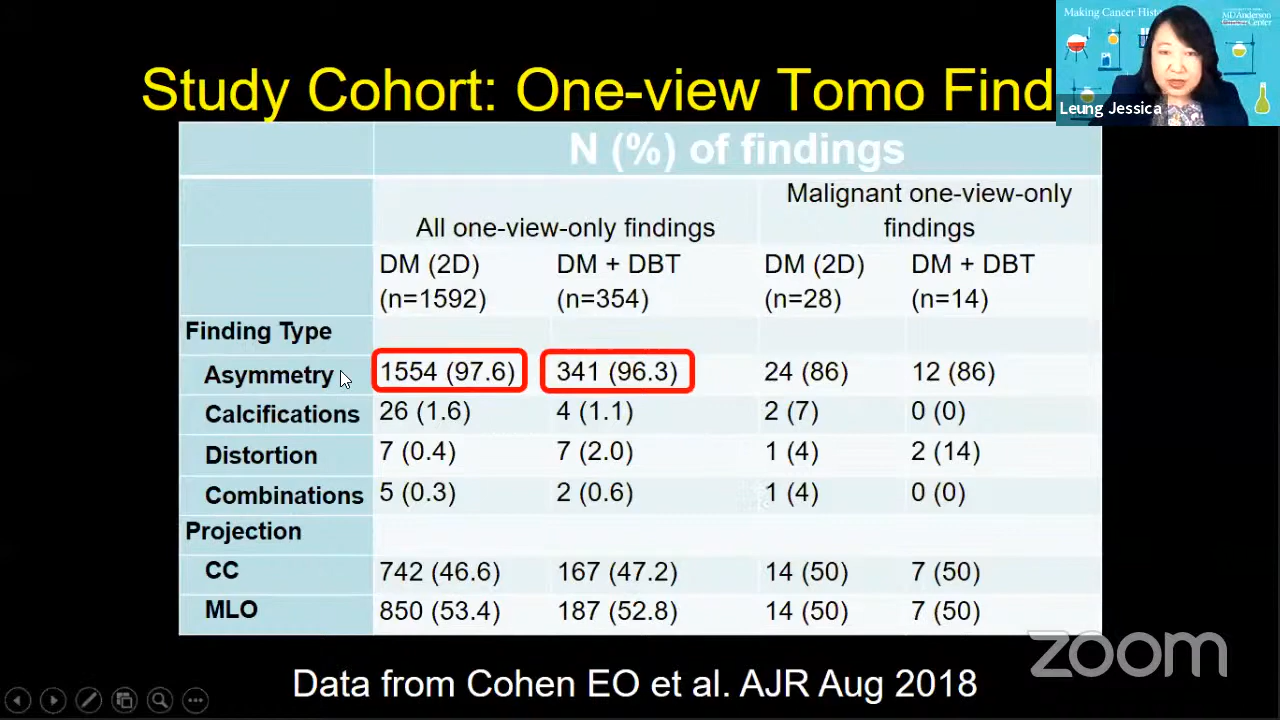 Making Cancer Hist
MDAnderson
Cancer Center
Leung Jessica
Study Cohort: One-view Tomo Find
N (%) of findings
All one-view-only findings
Malignant one-view-only
findings
DM (2D) DM + DBT DM (2D) DM + DBT
(n=1592) (n=354) (n=28) (n=14)
Finding Type
Asymmetry 1554 (97.6) 341 (96.3) 24 (86) 12 (86)
Calcifications 26 (1.6) 4 (1.1) 2 (7) 0 (0)
Distortion 7 (0.4) 7 (2.0) 1 (4) 2 (14)
Combinations 5 (0.3) 2 (0.6) 1 (4) 0 (0)
Projection
CC 742 (46.6) 167 (47.2) 14 (50) 7 (50)
MLO 850 (53.4) 187 (52.8) 14 (50) 7 (50)
zoom
Data from Cohen EO et al. AJR Aug 2018